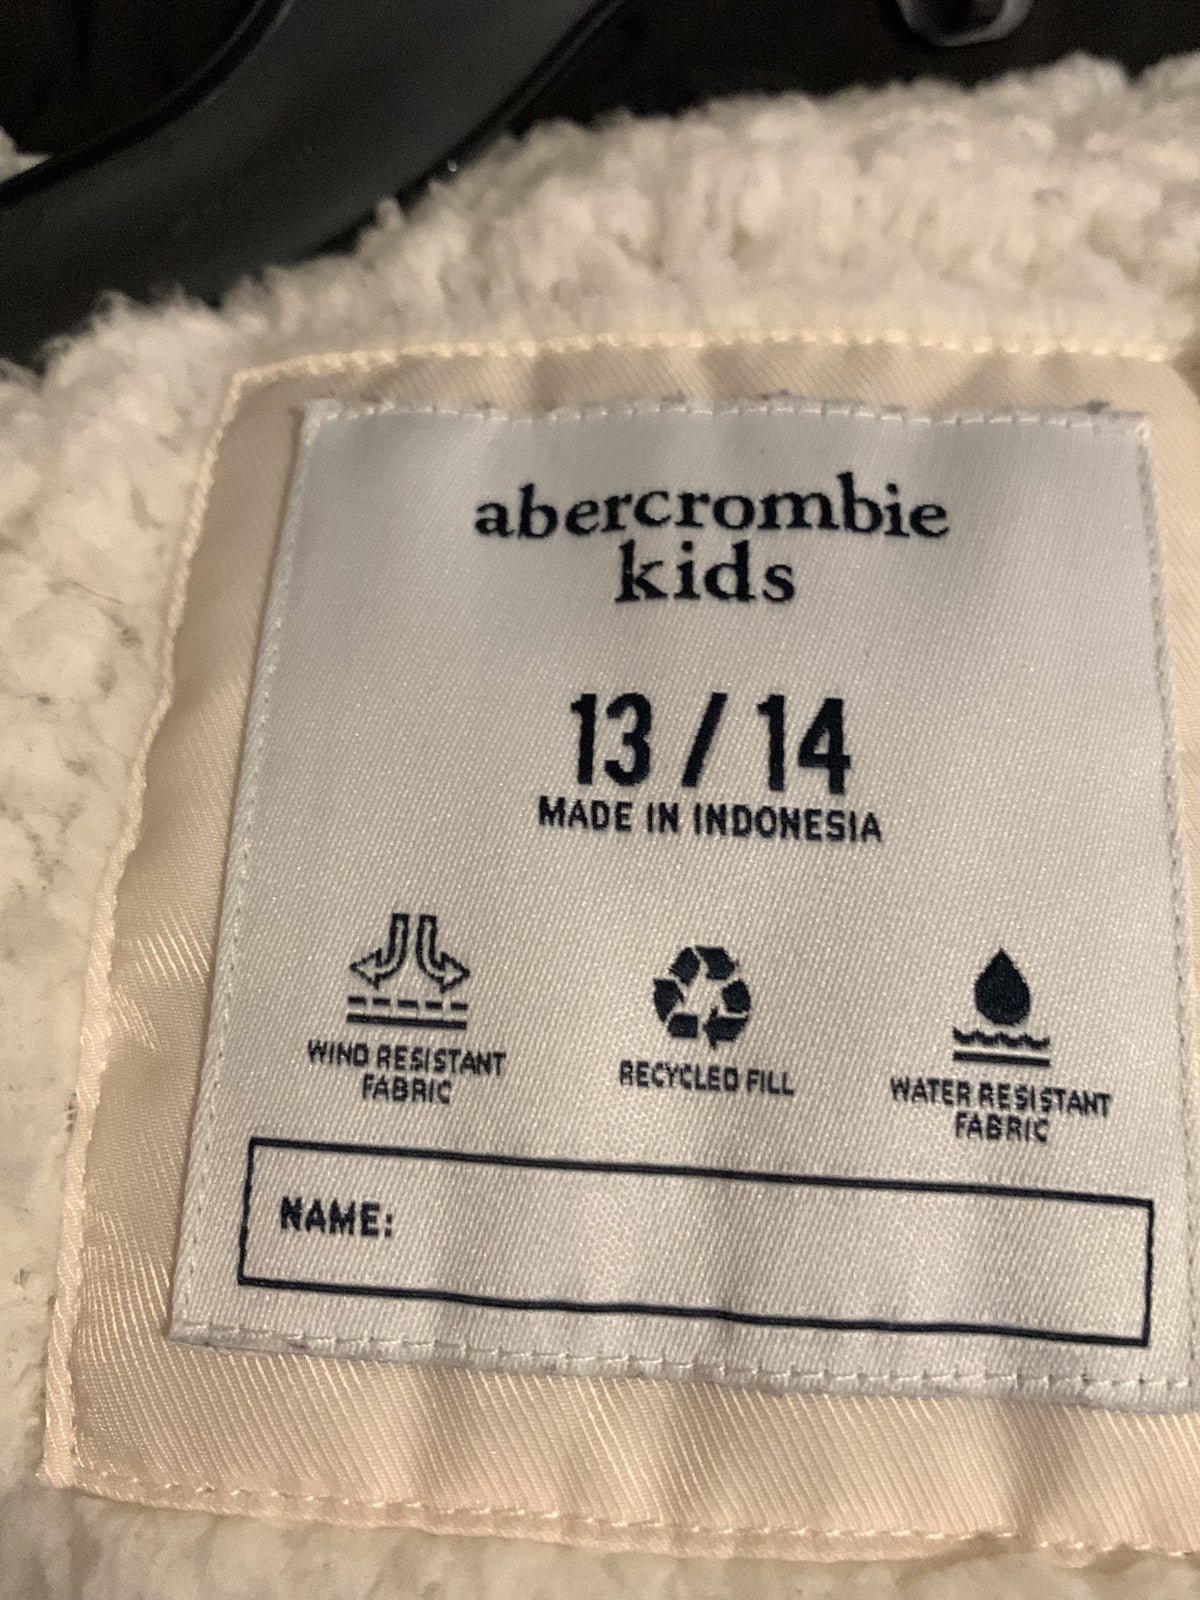 abercrombie
kids
13 / 14
MADE IN INDONESIA
WIND RESISTANT
FABRIC
RECYCLED FILL
WATER RESISTANT
FABRIC
NAME: